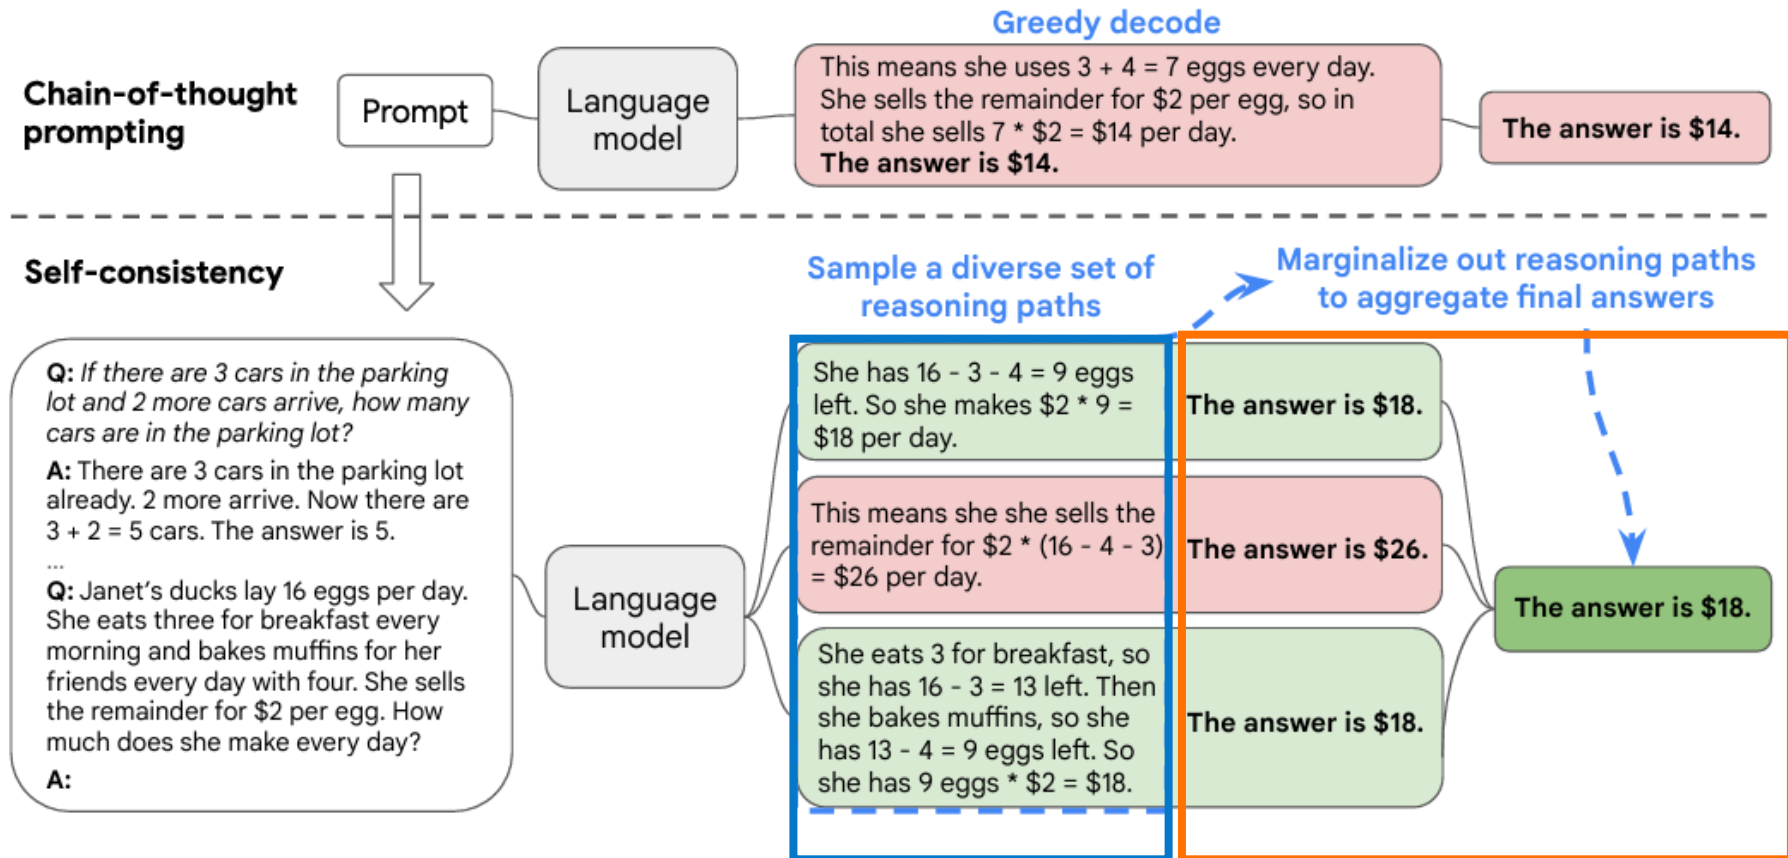 Greedy decode
Chain-of-thought
prompting
Prompt
Language
model
This means she uses 3 + 4 = 7 eggs every day.
She sells the remainder for $2 per egg, so in
total she sells 7 * $2 = $14 per day.
The answer is $14.
The answer is $14.
Self-consistency
Sample a diverse set of
reasoning paths
Marginalize out reasoning paths
to aggregate final answers
Q: If there are 3 cars in the parking
lot and 2 more cars arrive, how many
cars are in the parking lot?
A: There are 3 cars in the parking lot
already. 2 more arrive. Now there are
3 + 2 = 5 cars. The answer is 5.
...
Q: Janet’s ducks lay 16 eggs per day.
She eats three for breakfast every
morning and bakes muffins for her
friends every day with four. She sells
the remainder for $2 per egg. How
much does she make every day?
A:
Language
model
She has 16 - 3 - 4 = 9 eggs
left. So she makes $2 * 9 =
$18 per day.
The answer is $18.
This means she she sells the
remainder for $2 * (16 - 4 - 3)
= $26 per day.
The answer is $26.
She eats 3 for breakfast, so
she has 16 - 3 = 13 left. Then
she bakes muffins, so she
has 13 - 4 = 9 eggs left. So
she has 9 eggs * $2 = $18.
The answer is $18.
The answer is $18.